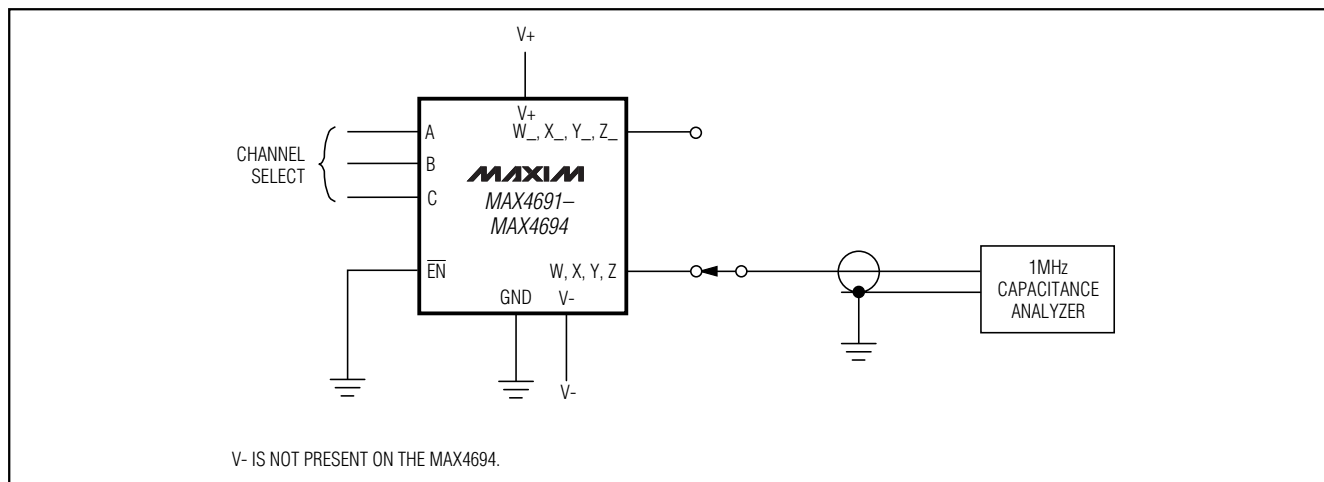 V+
V+
A
W_, X_, Y_, Z_
CHANNEL
SELECT
B
MAXIM
C
MAX4691–
MAX4694
EN
W, X, Y, Z
1MHz
CAPACITANCE
ANALYZER
GND
V-
V-
V- IS NOT PRESENT ON THE MAX4694.